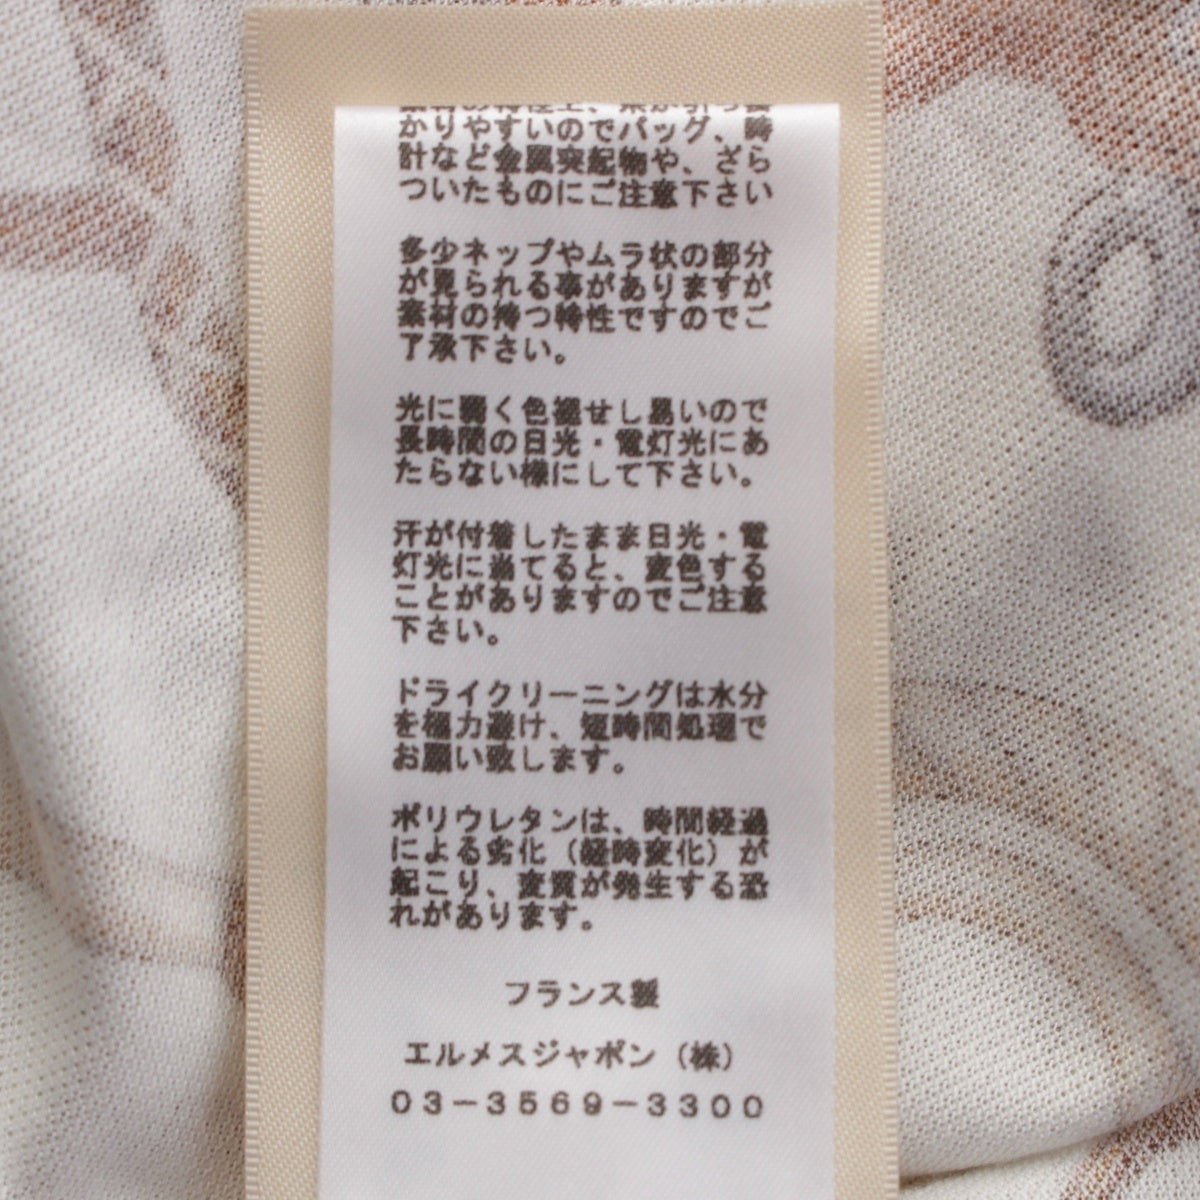 素材の特性上、糸が引っ
かりやすいのでバッグ、時
計など金属突起物や、ざら
ついたものにご注意下さい
多少ネップやムラ状の部分
が見られる事がありますが
素材の持つ特性ですのでご
了承下さい。
光に弱く色褪せし易いので
長時間の日光・電灯光にあ
たらない様にして下さい。
汗が付着したまま日光・電
灯光に当てると、変色する
ことがありますのでご注意
下さい。
ドライクリーニングは水分
を極力避け、短時間処理で
お願い致します。
ポリウレタンは、時間経過
による劣化（経時変化）が
起こり、変質が発生する恐
れがあります。
フランス製
エルメスジャポン（株）
03-3569-3300